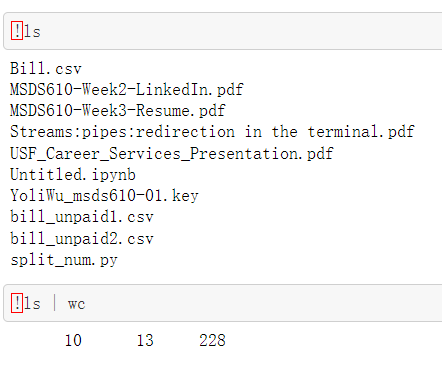 !ls
Bill.csv
MSDS610-Week2-LinkedIn.pdf
MSDS610-Week3-Resume.pdf
Streams:pipes:redirection in the terminal.pdf
USF_Career_Services_Presentation.pdf
Untitled.ipynb
YoliWu_msds610-01.key
bill_unpaid1.csv
bill_unpaid2.csv
split_num.py
!ls | wc
10 13 228